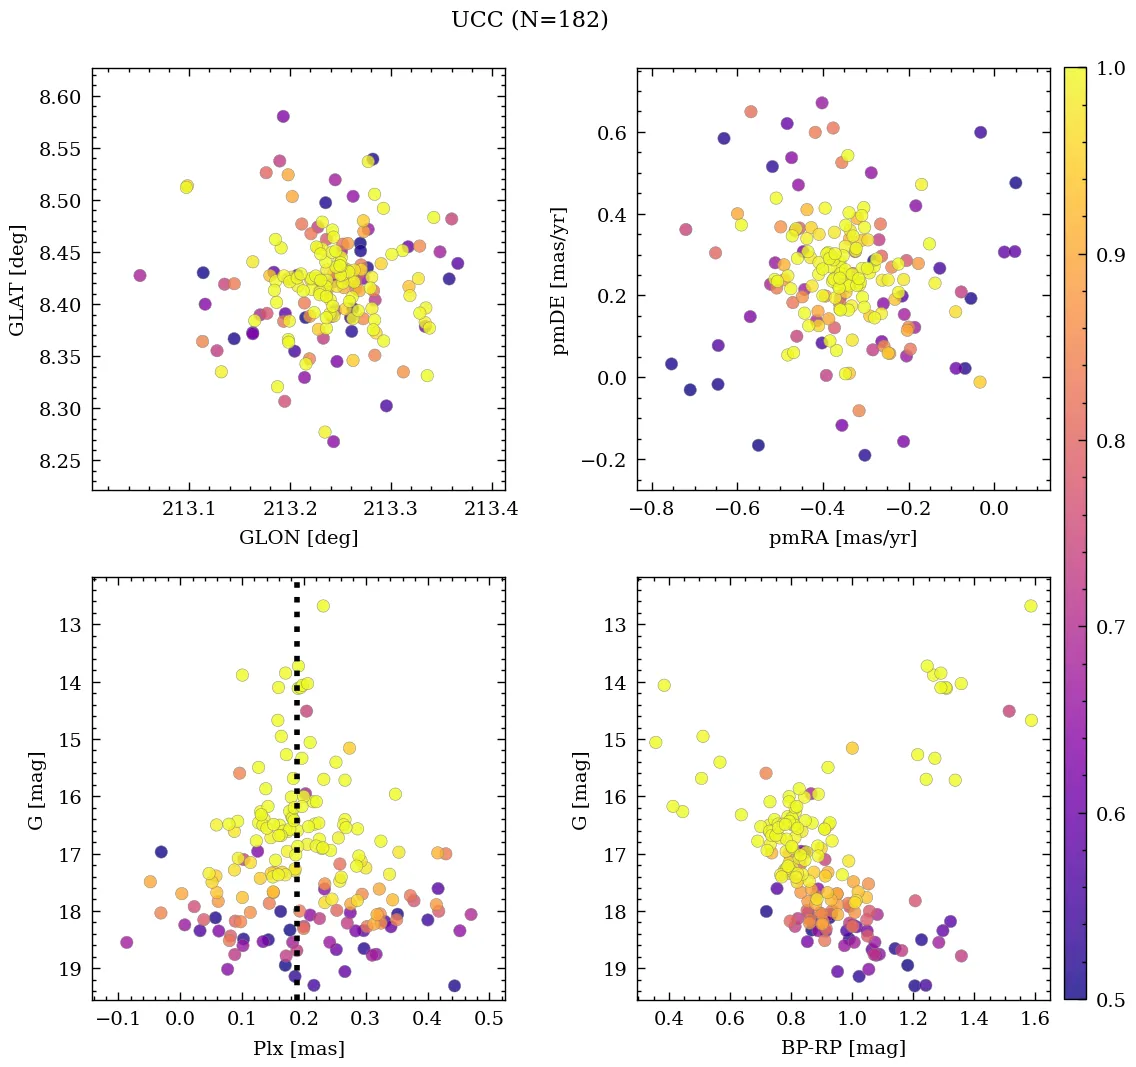 UCC (N=182)
8.60
8.55
8.50
8.45
8.40
8.35
8.30
8.25
GLAT [deg]
213.1 213.2 213.3 213.4
GLON [deg]
0.6
0.4
0.2
0.0
−0.2
pmDE [mas/yr]
−0.8 −0.6 −0.4 −0.2 0.0
pmRA [mas/yr]
13
14
15
16
17
18
19
G [mag]
−0.1 0.0 0.1 0.2 0.3 0.4 0.5
Plx [mas]
13
14
15
16
17
18
19
G [mag]
0.4 0.6 0.8 1.0 1.2 1.4 1.6
BP-RP [mag]
1.0
0.9
0.8
0.7
0.6
0.5